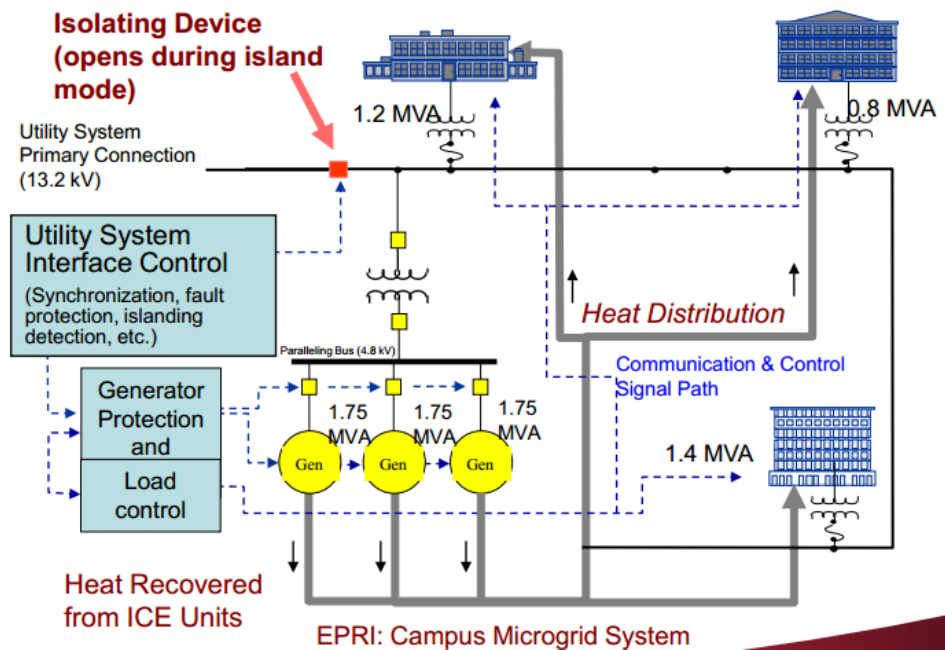 Isolating Device
(opens during island
mode)
1.2 MVA
0.8 MVA
Utility System
Primary Connection
(13.2 kV)
Utility System
Interface Control
(Synchronization, fault
protection, islanding
detection, etc.)
Heat Distribution
Paralleling Bus (4.8 kV)
Communication & Control
Signal Path
Generator
Protection and
Load
control
1.75
MVA
1.75
MVA
1.75
MVA
Gen
Gen
Gen
1.4 MVA
Heat Recovered
from ICE Units
EPRI: Campus Microgrid System